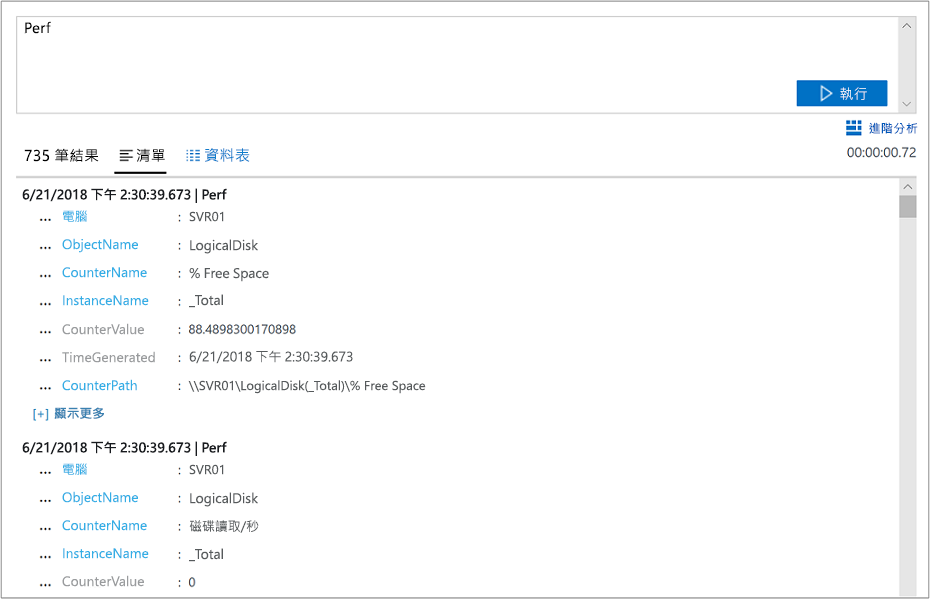 Perf
執行
進階分析
735 筆結果 清單 資料表 00:00:00.72
6/21/2018 下午 2:30:39.673 | Perf
... 電腦 : SVR01
... ObjectName : LogicalDisk
... CounterName : % Free Space
... InstanceName : _Total
... CounterValue : 88.4898300170898
... TimeGenerated : 6/21/2018 下午 2:30:39.673
... CounterPath : \\SVR01\LogicalDisk(_Total)\% Free Space
[+] 顯示更多
6/21/2018 下午 2:30:39.673 | Perf
... 電腦 : SVR01
... ObjectName : LogicalDisk
... CounterName : 磁碟讀取/秒
... InstanceName : _Total
... CounterValue : 0